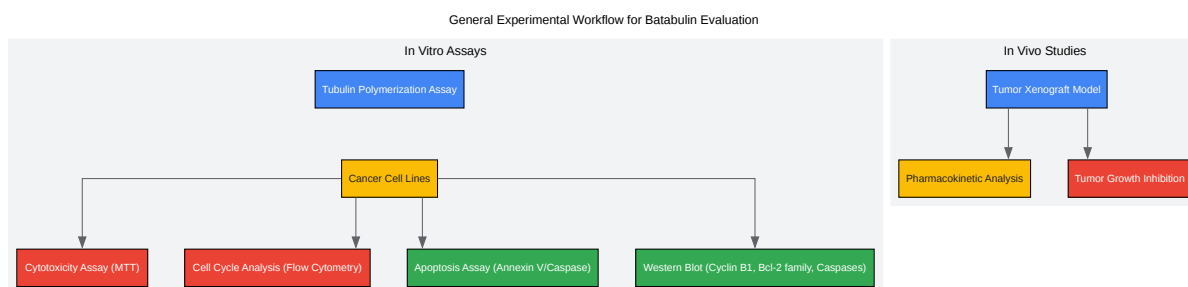 General Experimental Workflow for Batabulin Evaluation
In Vitro Assays
Tubulin Polymerization Assay
Cancer Cell Lines
Cytotoxicity Assay (MTT)
Cell Cycle Analysis (Flow Cytometry)
Apoptosis Assay (Annexin V/Caspase)
Western Blot (Cyclin B1, Bcl-2 family, Caspases)
In Vivo Studies
Tumor Xenograft Model
Pharmacokinetic Analysis
Tumor Growth Inhibition